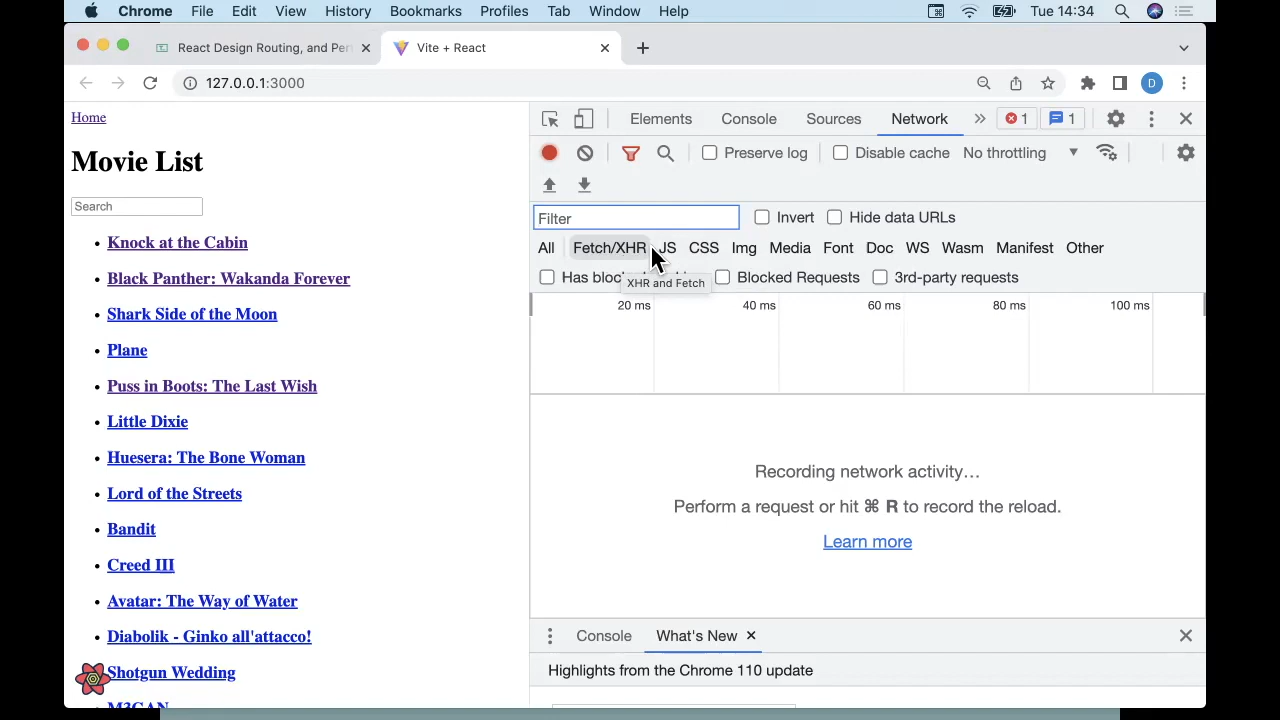 Chrome File Edit View History Bookmarks Profiles Tab Window Help Tue 14:34
React Design Routing, and Per Vite + React
127.0.0.1:3000 D
Home
Movie List
Search
Knock at the Cabin
Black Panther: Wakanda Forever
Shark Side of the Moon
Plane
Puss in Boots: The Last Wish
Little Dixie
Huesera: The Bone Woman
Lord of the Streets
Bandit
Creed III
Avatar: The Way of Water
Diabolik - Ginko all'attacco!
Shotgun Wedding
M3GAN
Elements Console Sources Network » 1 1
Preserve log Disable cache No throttling
Filter Invert Hide data URLs
All Fetch/XHR JS CSS Img Media Font Doc WS Wasm Manifest Other
Has Blocked Requests 3rd-party requests
XHR and Fetch
20 ms 40 ms 60 ms 80 ms 100 ms
Recording network activity…
Perform a request or hit ⌘ R to record the reload.
Learn more
Console What's New
Highlights from the Chrome 110 update